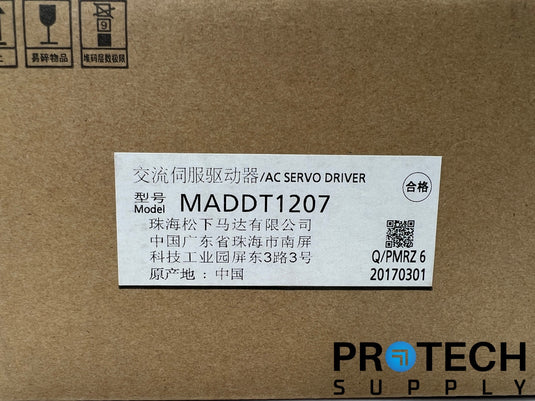 易碎物品
堆码层数极限
交流伺服驱动器/AC SERVO DRIVER
合格
型号
Model MADDT1207
珠海松下马达有限公司
中国广东省珠海市南屏
科技工业园屏东3路3号
Q/PMRZ 6
原产地：中国
20170301
PROTECH
SUPPLY